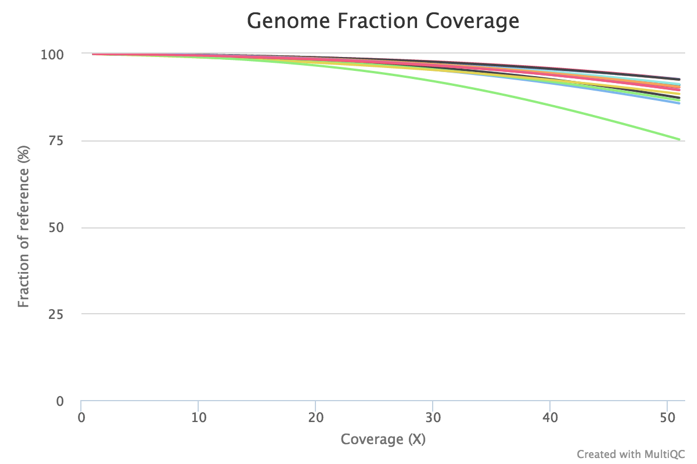 Genome Fraction Coverage
Fraction of reference (%)
100
75
50
25
0
0 10 20 30 40 50
Coverage (X)
Created with MultiQC